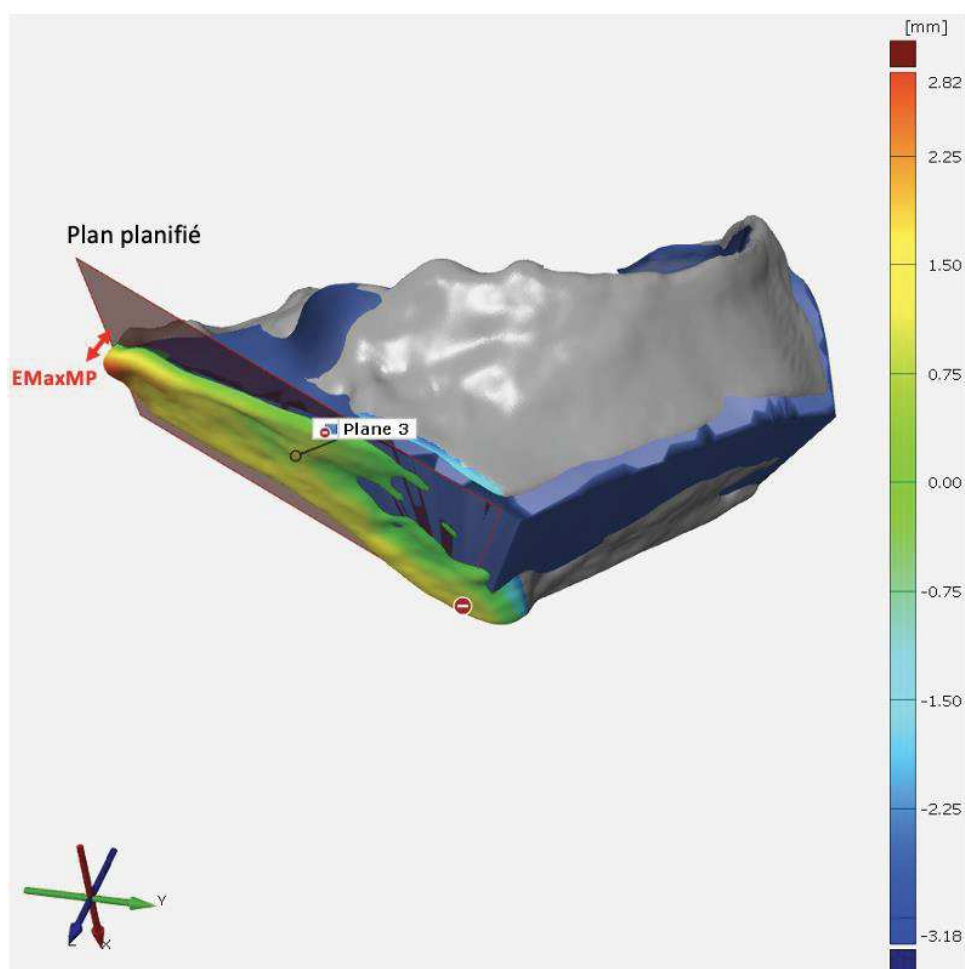 [mm]
2.82
2.25
Plan planifié
1.50
EMaxMP
0.75
Plane 3
0.00
-0.75
-1.50
-2.25
-3.18
Y
Z
X